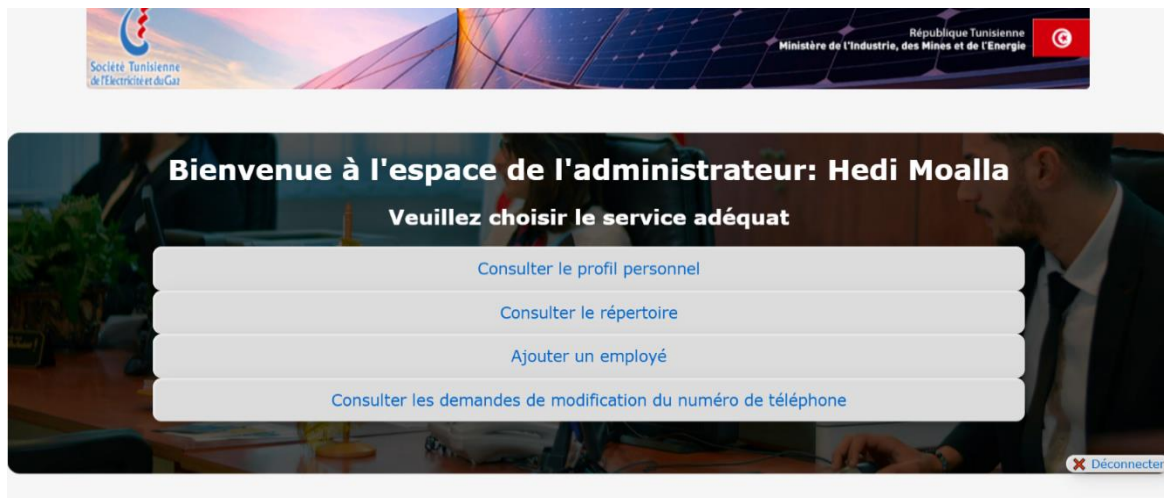 Société Tunisienne
de l'Electricité et du Gaz
République Tunisienne
Ministère de l'Industrie, des Mines et de l'Energie
Bienvenue à l'espace de l'administrateur: Hedi Moalla
Veuillez choisir le service adéquat
Consulter le profil personnel
Consulter le répertoire
Ajouter un employé
Consulter les demandes de modification du numéro de téléphone
Déconnecter